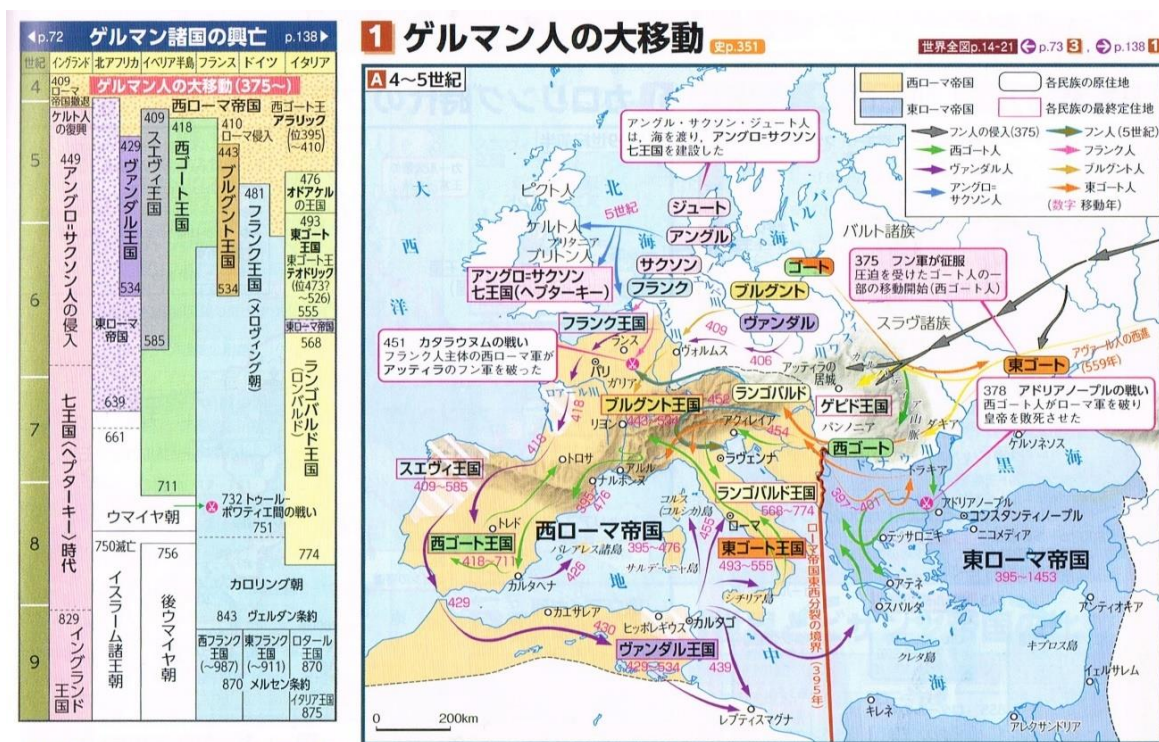 ◀p.72 ゲルマン諸国の興亡 p.138▶
世紀 イングランド 北アフリカ イベリア半島 フランス ドイツ イタリア
4
5
6
7
8
9
409
ローマ
帝国撤退
ケルト人
の復興
449 アングロ=サクソン人の侵入
七王国〈ヘプターキー〉時代
829
イングランド
王国
ゲルマン人の大移動(375~)
西ローマ帝国
429
ヴァンダル王国
534
東ローマ
帝国
639
661
ウマイヤ朝
750滅亡
イスラーム諸王朝
409
スエヴィ王国
585
418
西ゴート王国
711
756
後ウマイヤ朝
410
ローマ侵入
443
ブルグント王国
534
481
フランク王国(メロヴィング朝)
732 トゥール-
ポワティエ間の戦い
751
カロリング朝
843 ヴェルダン条約
西フランク
王国
(~987)
東フランク
王国
(~911)
ロタール
王国
870
870 メルセン条約
イタリア王国
875
西ゴート王
アラリック
(位395
~410)
476
オドアケル
の王国
493
東ゴート
王国
東ゴート王
テオドリック
(位473?
~526)
555
東ローマ帝国
568
ランゴバルド王国
(ロンバルド)
774
1 ゲルマン人の大移動 史p.351
世界全図p.14-21 p.73 3, p.138 1
A 4~5世紀
西ローマ帝国
東ローマ帝国
各民族の原住地
各民族の最終定住地
フン人の侵入(375)
フン人(5世紀)
西ゴート人
フランク人
ヴァンダル人
ブルグント人
アングロ=
サクソン人
東ゴート人
(数字 移動年)
アングル・サクソン・ジュート人
は、海を渡り、アングロ=サクソン
七王国を建設した
大西洋
北海
バルト海
ピクト人
5世紀
ケルト人
ブリタニア
ブリトン人
ジュート
アングル
サクソン
フランク
アングロ=サクソン
七王国(ヘプターキー)
ゴート
ブルグント
ヴァンダル
バルト諸族
スラヴ諸族
375 フン軍が征服
圧迫を受けたゴート人の一
部の移動開始(西ゴート人)
フランク王国
451 カタラウヌムの戦い
フランク人主体の西ローマ軍が
アッティラのフン軍を破った
ランス
パリ
ガリア
ロアール川
409
ヴォルムス
406
アッティラの
居城
東ゴート
アヴァール人の西進
(559年)
378 アドリアノープルの戦い
西ゴート人がローマ軍を破り
皇帝を敗死させた
ランゴバルド
ゲピド王国
パンノニア
ブルグント王国
443~534
リヨン
アクィレイア
454
西ゴート
ダキア
ドナウ川
トラキア
ケルソネソス
黒海
418
418
スエヴィ王国
409~585
トロサ
アルル
ナルボンヌ
ラヴェンナ
ランゴバルド王国
568~774
コルス
(コルシカ)島
455
ローマ
397~401
アドリアノープル
コンスタンティノープル
ニコメディア
テッサロニキ
トレド
西ゴート王国
418~711
西ローマ帝国
395~476
バレアレス諸島
サルデーニャ島
東ゴート王国
493~555
東ローマ帝国
395~1453
カルタヘナ
426
429
地中海
シチリア島
アテネ
スパルタ
アンティオキア
カエサレア
ヒッポレギウス
カルタゴ
430
ヴァンダル王国
429~534
439
ローマ帝国東西分裂の境界(395年)
クレタ島
キプロス島
イェルサレム
レプティスマグナ
キレネ
アレクサンドリア
0 200km